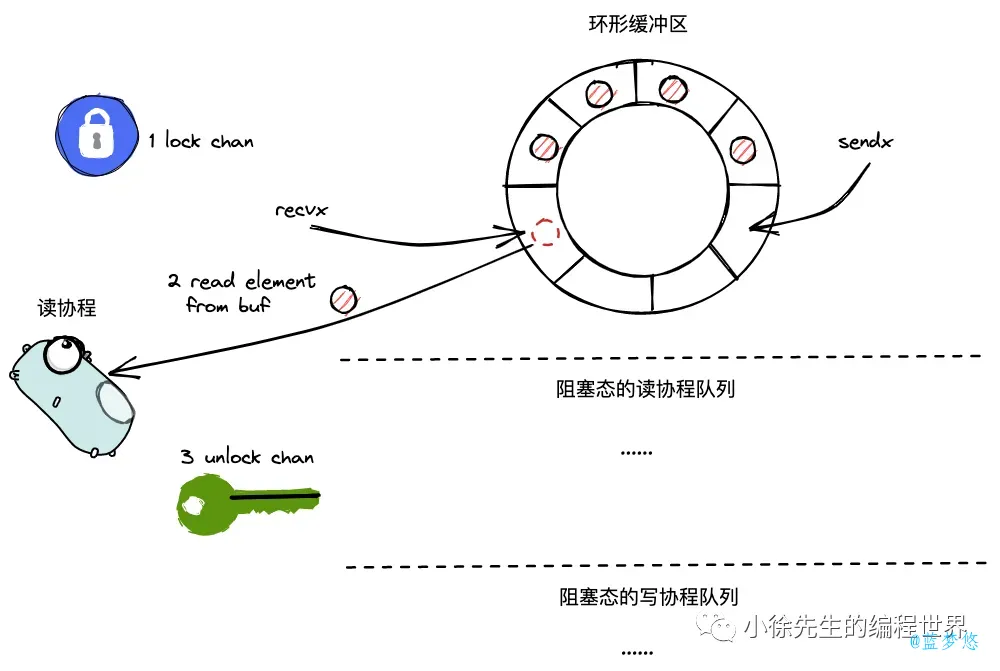 环形缓冲区
1 lock chan
sendx
recvx
2 read element
from buf
读协程
阻塞态的读协程队列
......
3 unlock chan
阻塞态的写协程队列
小徐先生的编程世界
@蓝梦悠
......